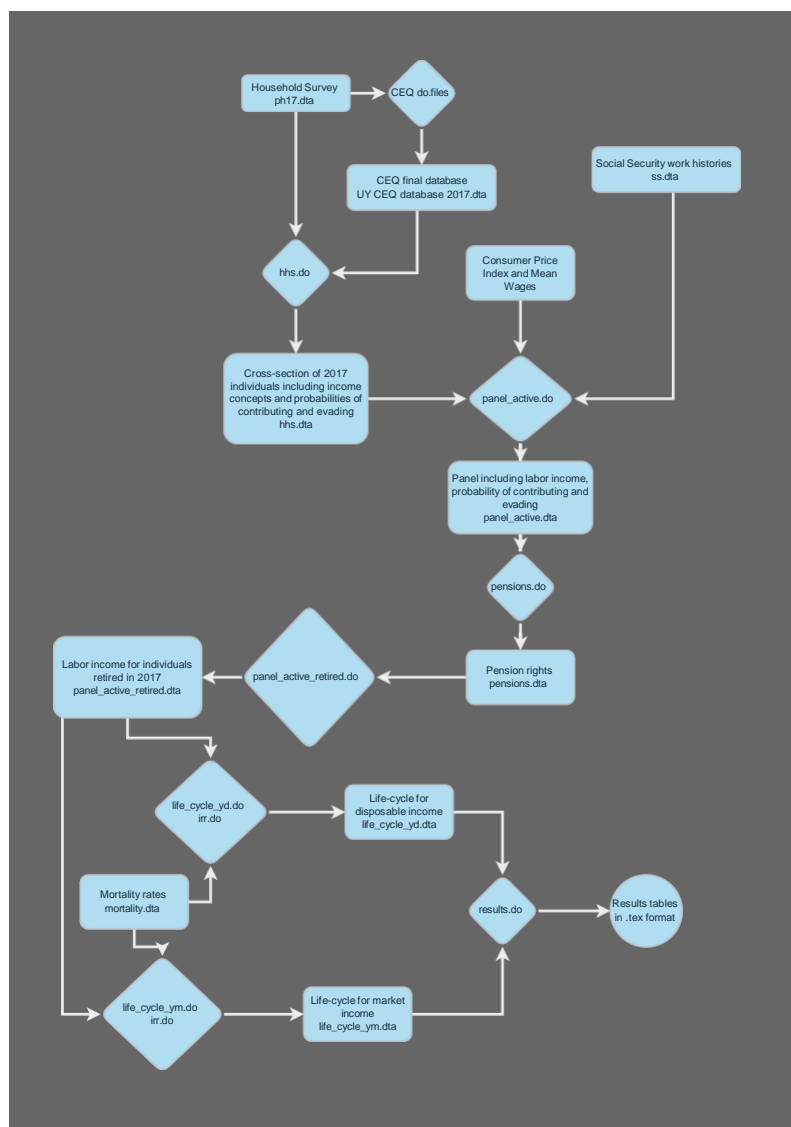 Household Survey
ph17.dta
CEQ do.files
Social Security work histories
ss.dta
CEQ final database
UY CEQ database 2017.dta
hhs.do
Consumer Price
Index and Mean
Wages
Cross-section of 2017
individuals including income
concepts and probabilities of
contributing and evading
hhs.dta
panel_active.do
Panel including labor income,
probability of contributing and
evading
panel_active.dta
pensions.do
Labor income for individuals
retired in 2017
panel_active_retired.dta
panel_active_retired.do
Pension rights
pensions.dta
life_cycle_yd.do
irr.do
Life-cycle for
disposable income
life_cycle_yd.dta
Mortality rates
mortality.dta
results.do
Results tables
in .tex format
life_cycle_ym.do
irr.do
Life-cycle for market
income
life_cycle_ym.dta